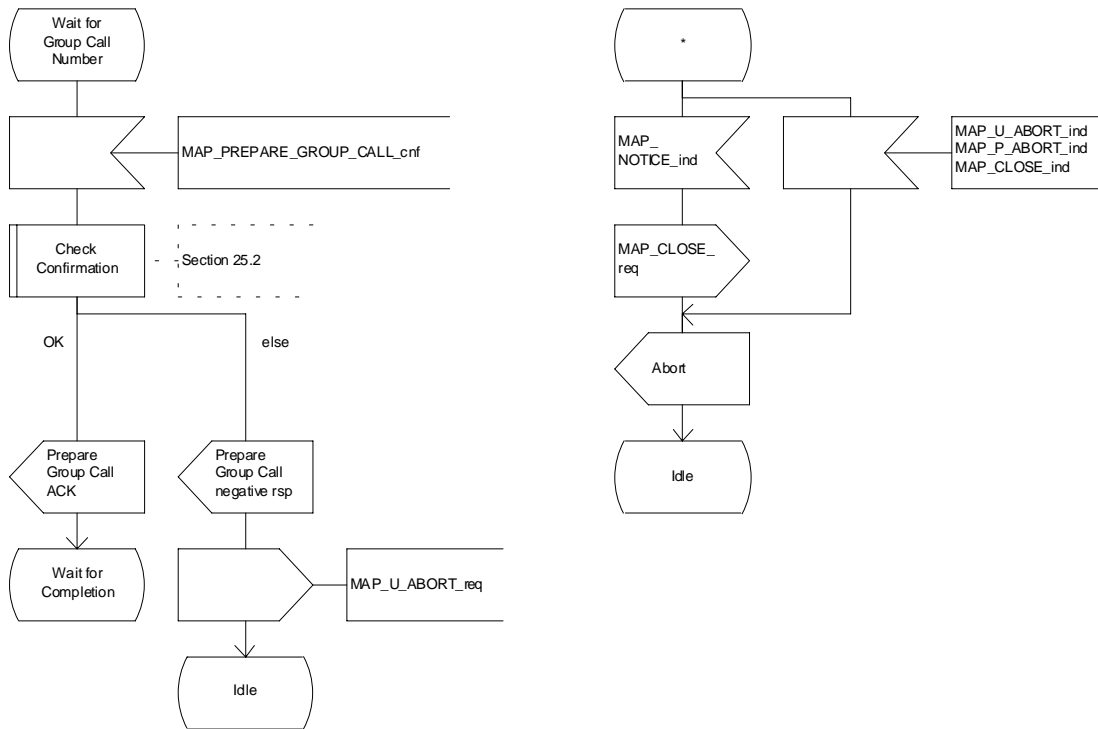 Wait for
Group Call
Number
MAP_PREPARE_GROUP_CALL_cnf
Check
Confirmation
Section 25.2
OK
else
Prepare
Group Call
ACK
Prepare
Group Call
negative rsp
Wait for
Completion
MAP_U_ABORT_req
Idle
*
MAP_
NOTICE_ind
MAP_U_ABORT_ind
MAP_P_ABORT_ind
MAP_CLOSE_ind
MAP_CLOSE_
req
Abort
Idle